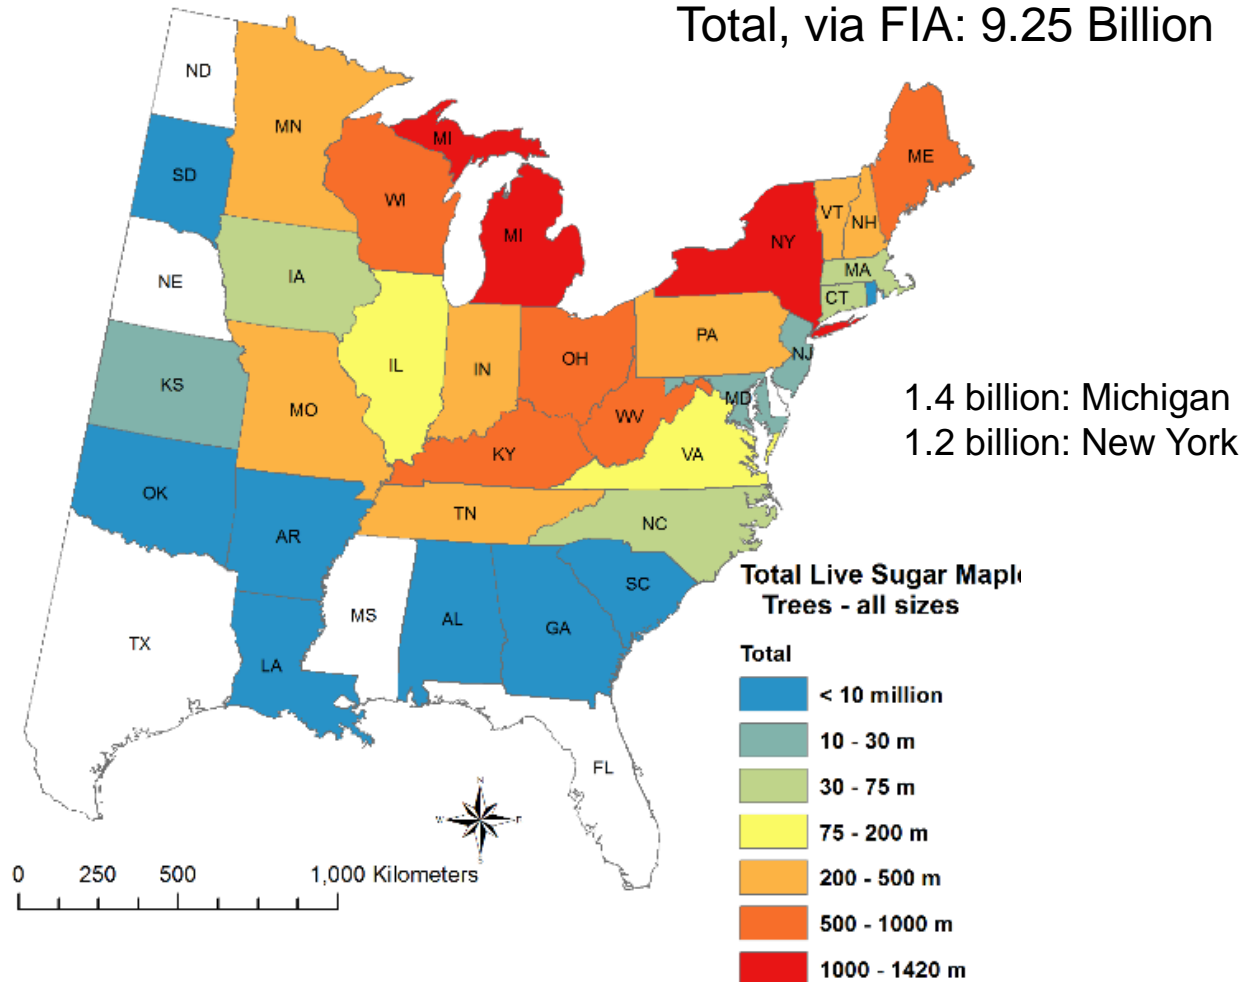 Total, via FIA: 9.25 Billion
ND
MN
MI
ME
SD
WI
VT
NH
NY
MI
MA
NE
IA
CT
PA
NJ
KS
IL
IN
OH
MD
1.4 billion: Michigan
1.2 billion: New York
MO
WV
KY
VA
OK
TN
NC
AR
SC
MS
AL
GA
TX
LA
FL
N
W
E
S
0 250 500 1,000 Kilometers
Total Live Sugar Maple
Trees - all sizes
Total
< 10 million
10 - 30 m
30 - 75 m
75 - 200 m
200 - 500 m
500 - 1000 m
1000 - 1420 m